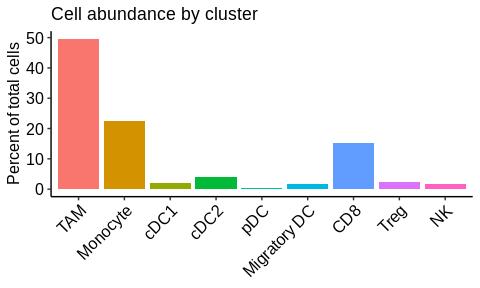 Cell abundance by cluster
Percent of total cells
50
40
30
20
10
0
TAM
Monocyte
cDC1
cDC2
pDC
Migratory DC
CD8
Treg
NK